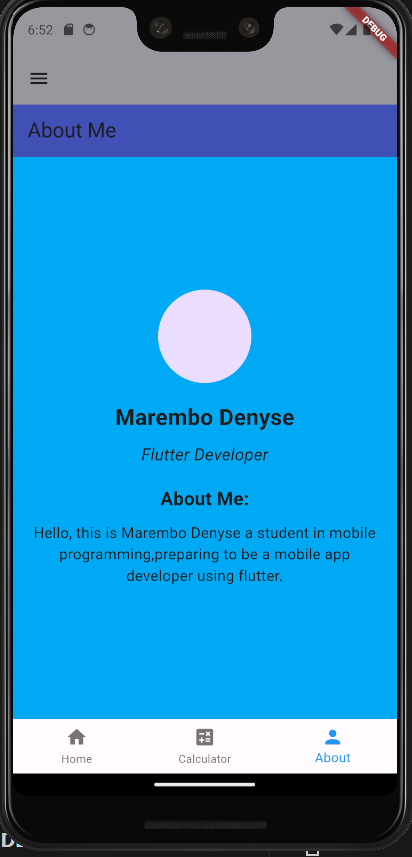 6:52
DEBUG
About Me
Marembo Denyse
Flutter Developer
About Me:
Hello, this is Marembo Denyse a student in mobile
programming,preparing to be a mobile app
developer using flutter.
Home
Calculator
About